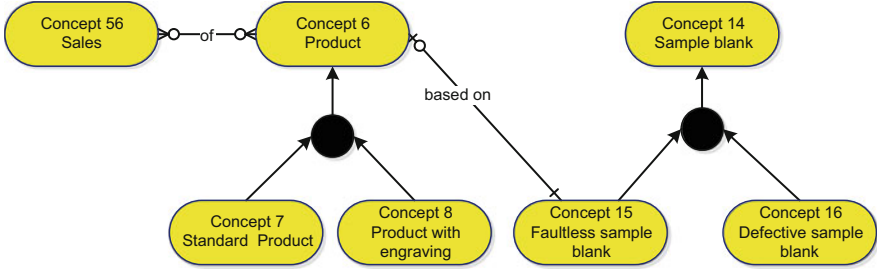 Concept 56
Sales
of
Concept 6
Product
Concept 14
Sample blank
based on
Concept 7
Standard Product
Concept 8
Product with
engraving
Concept 15
Faultless sample
blank
Concept 16
Defective sample
blank